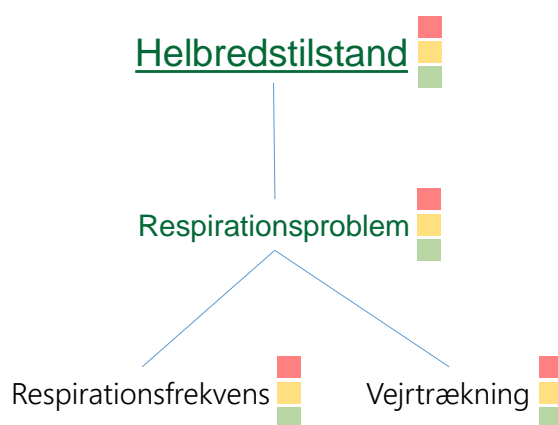 Helbredstilstand
Respirationsproblem
Respirationsfrekvens
Vejrtrækning